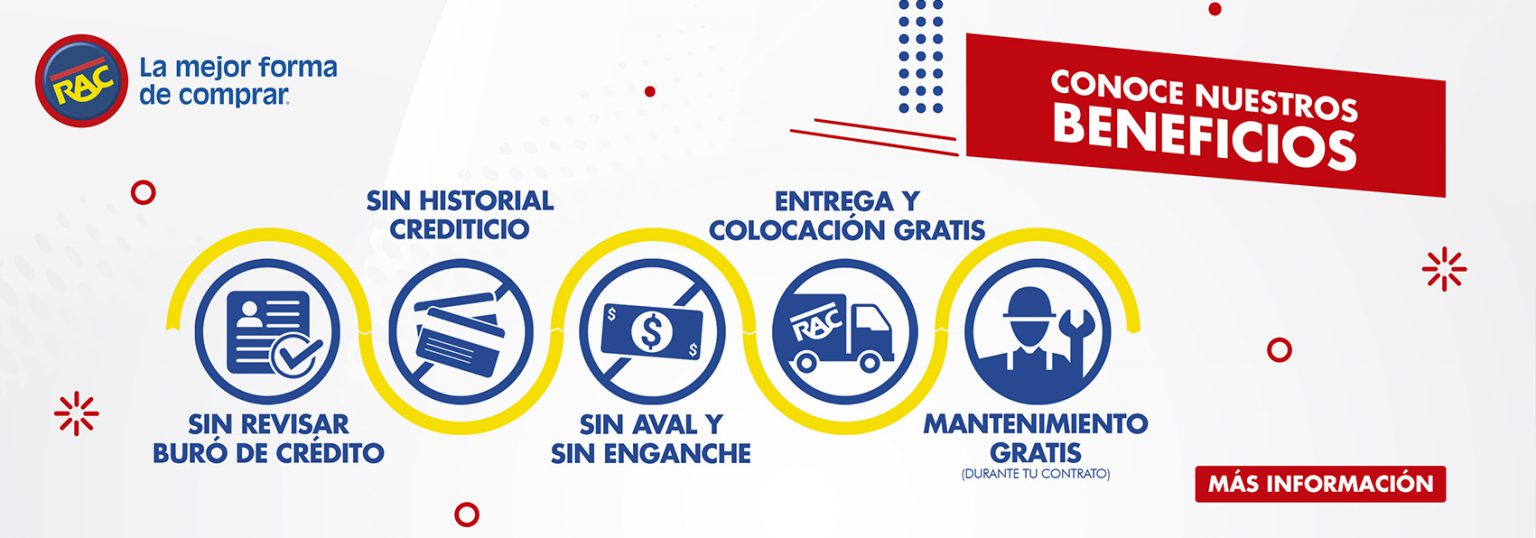 RAC
La mejor forma
de comprar.
CONOCE NUESTROS
BENEFICIOS
SIN REVISAR
BURÓ DE CRÉDITO
SIN HISTORIAL
CREDITICIO
$ $ $
SIN AVAL Y
SIN ENGANCHE
ENTREGA Y
COLOCACIÓN GRATIS
RAC
MANTENIMIENTO
GRATIS
(DURANTE TU CONTRATO)
MÁS INFORMACIÓN